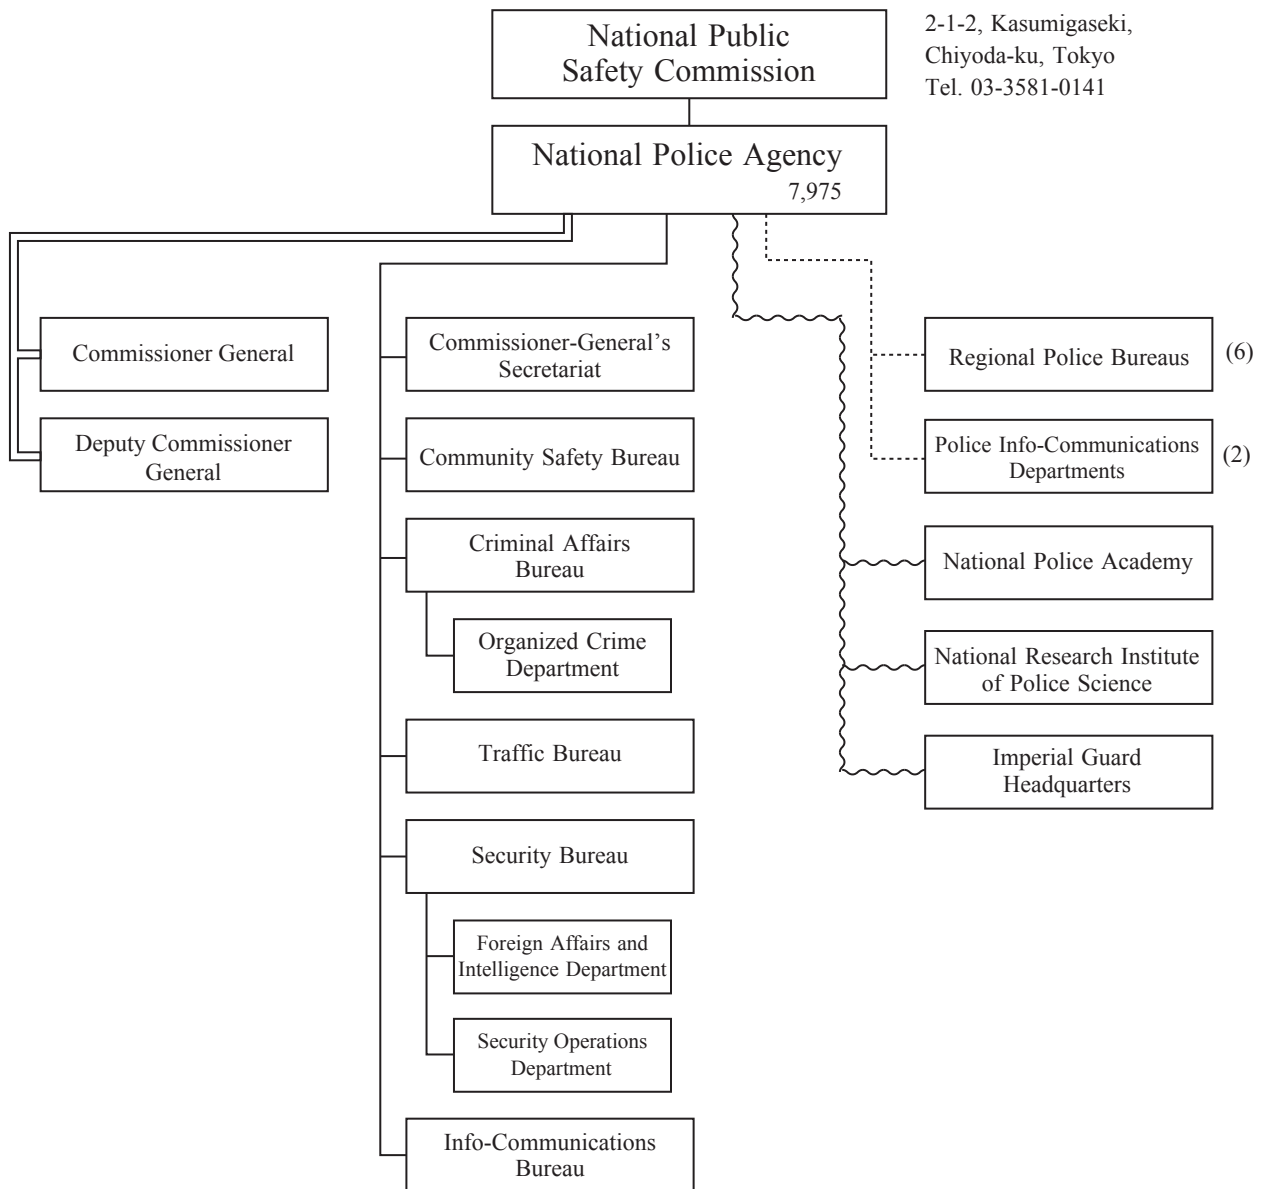 National Public
Safety Commission
2-1-2, Kasumigaseki,
Chiyoda-ku, Tokyo
Tel. 03-3581-0141
National Police Agency
7,975
Commissioner General
Deputy Commissioner
General
Commissioner-General’s
Secretariat
Community Safety Bureau
Criminal Affairs
Bureau
Organized Crime
Department
Traffic Bureau
Security Bureau
Foreign Affairs and
Intelligence Department
Security Operations
Department
Info-Communications
Bureau
Regional Police Bureaus (6)
Police Info-Communications
Departments (2)
National Police Academy
National Research Institute
of Police Science
Imperial Guard
Headquarters